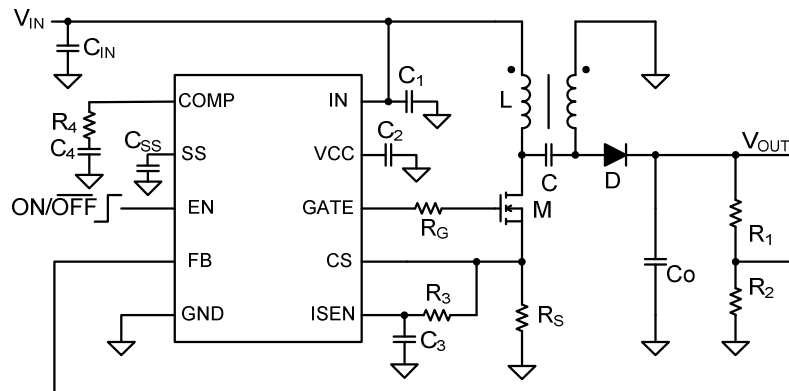 VIN
CIN
COMP
IN
C1
L
R4
C4
CSS
SS
VCC
C2
VOUT
C
D
ON/OFF
EN
GATE
RG
M
R1
FB
CS
Co
R2
GND
ISEN
R3
C3
RS